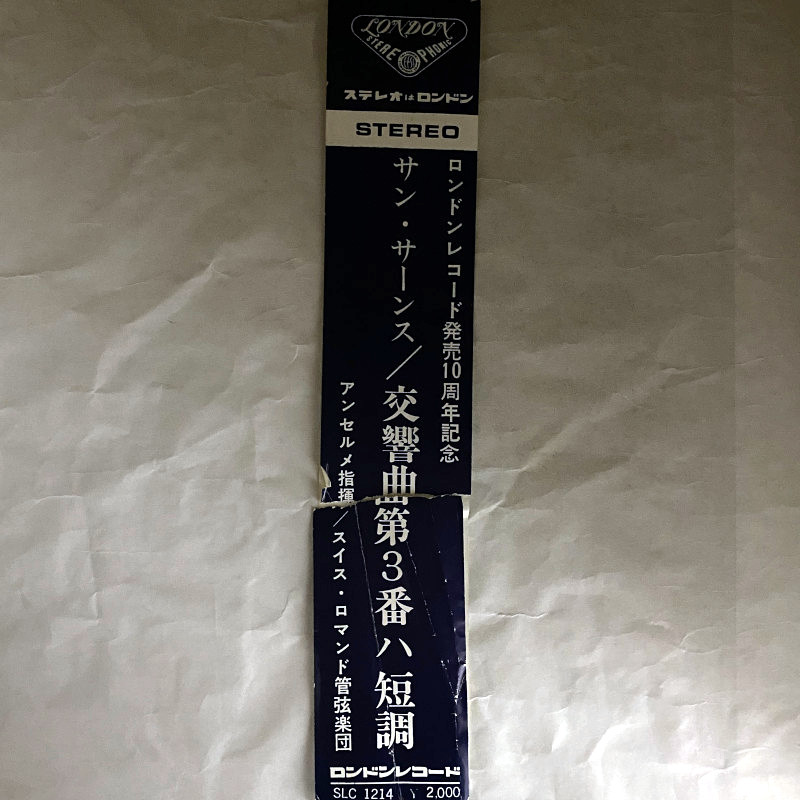 LONDON
STEREOPHONIC
ステレオはロンドン
STEREO
ロンドンレコード発売10周年記念
サン・サーンス／交響曲第3番ハ短調
アンセルメ指揮／スイス・ロマンド管弦楽団
ロンドンレコード
SLC 1214 2,000